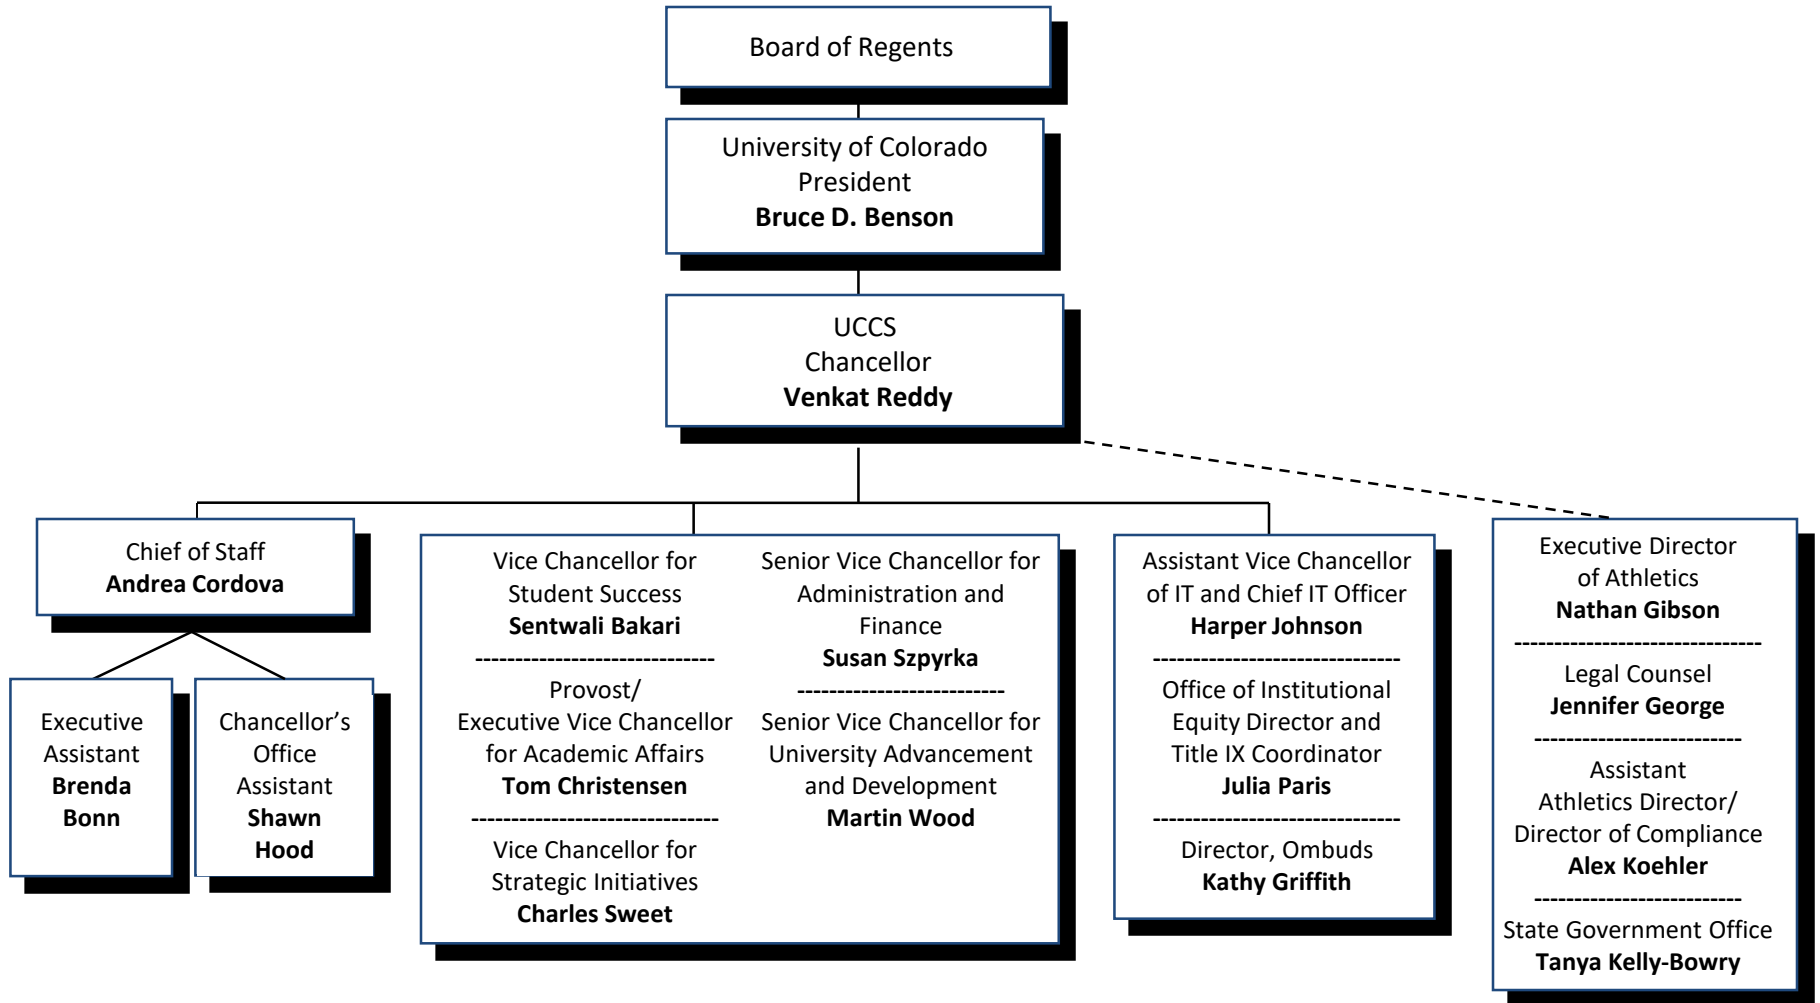 Board of Regents
University of Colorado
President
Bruce D. Benson
UCCS
Chancellor
Venkat Reddy
Chief of Staff
Andrea Cordova
Executive
Assistant
Brenda
Bonn
Chancellor’s
Office
Assistant
Shawn
Hood
Vice Chancellor for
Student Success
Sentwali Bakari
------------------------------
Provost/
Executive Vice Chancellor
for Academic Affairs
Tom Christensen
-------------------------------
Vice Chancellor for
Strategic Initiatives
Charles Sweet
Senior Vice Chancellor for
Administration and
Finance
Susan Szpyrka
--------------------------
Senior Vice Chancellor for
University Advancement
and Development
Martin Wood
Assistant Vice Chancellor
of IT and Chief IT Officer
Harper Johnson
-------------------------------
Office of Institutional
Equity Director and
Title IX Coordinator
Julia Paris
-------------------------------
Director, Ombuds
Kathy Griffith
Executive Director
of Athletics
Nathan Gibson
-------------------------------
Legal Counsel
Jennifer George
--------------------------
Assistant
Athletics Director/
Director of Compliance
Alex Koehler
--------------------------
State Government Office
Tanya Kelly-Bowry